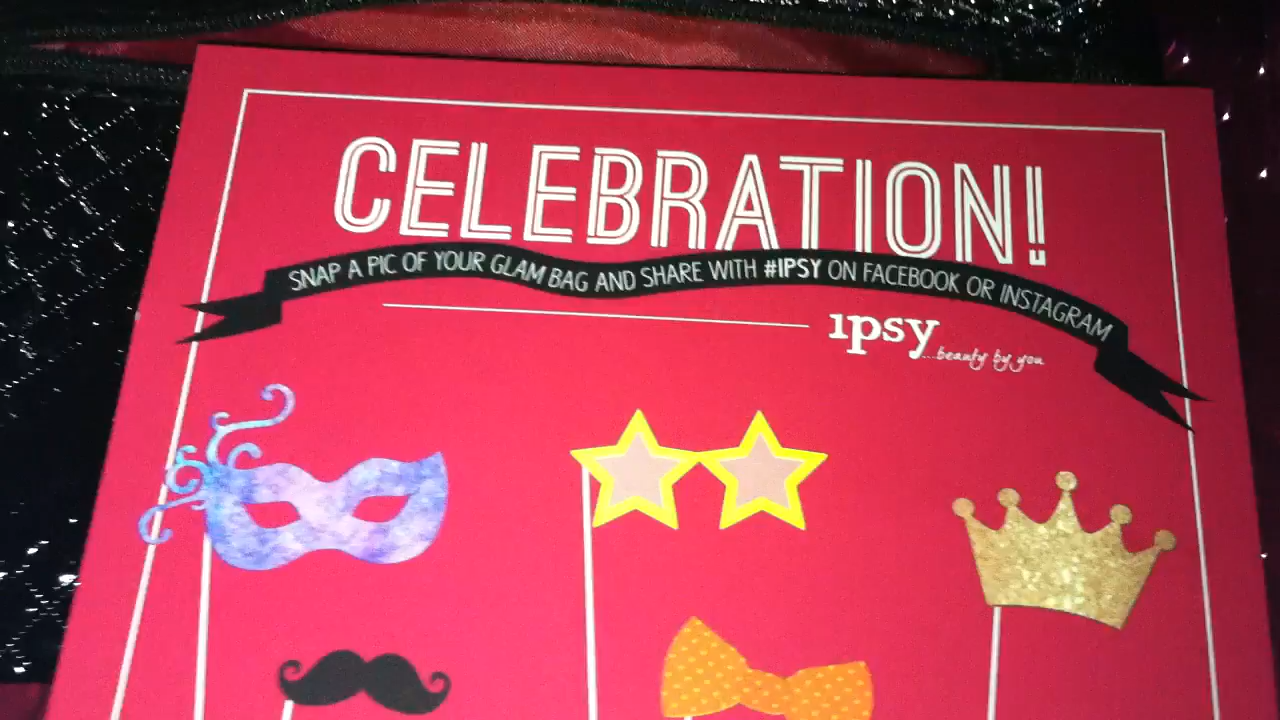 CELEBRATION!
SNAP A PIC OF YOUR GLAM BAG AND SHARE WITH #IPSY ON FACEBOOK OR INSTAGRAM
ipsy
...beauty by you